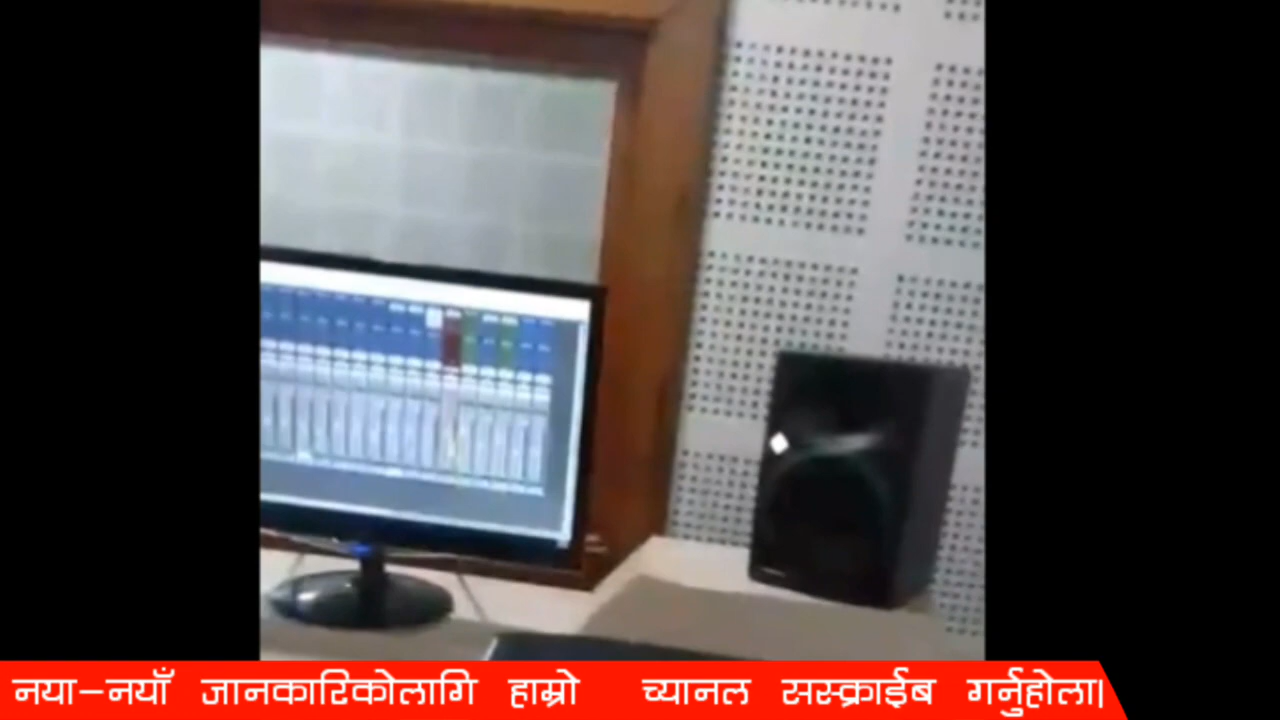 नया–नयाँ जानकारिकोलागि हाम्रो च्यानल सस्क्राईब गर्नुहोला|